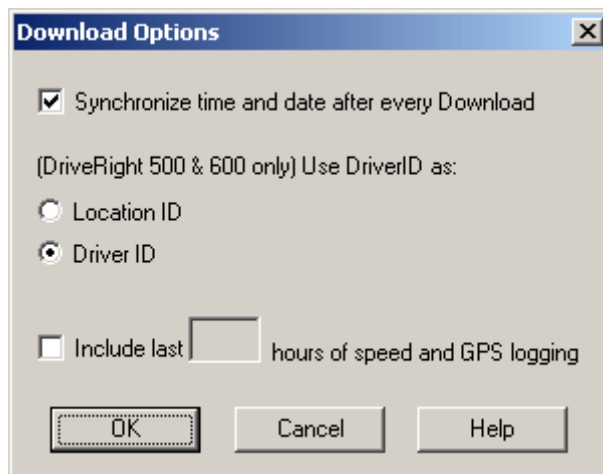 Download Options
Synchronize time and date after every Download
(DriveRight 500 & 600 only) Use DriverID as:
Location ID
Driver ID
Include last hours of speed and GPS logging
OK Cancel Help